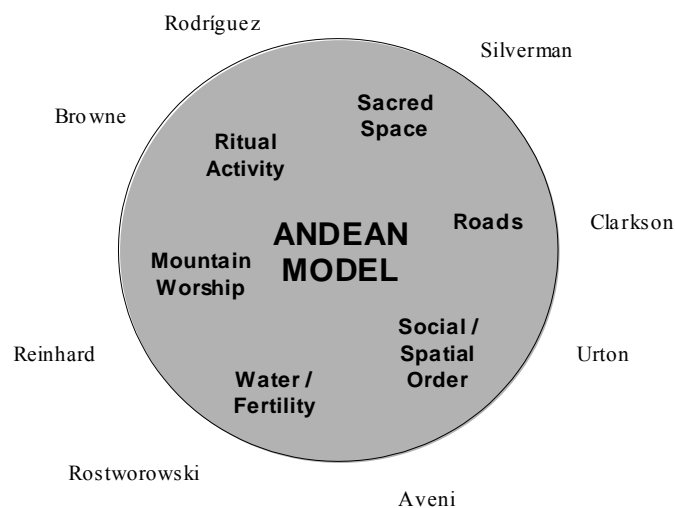 Rodríguez
Silverman
Browne
Sacred
Space
Ritual
Activity
Roads
Clarkson
ANDEAN
MODEL
Mountain
Worship
Social /
Spatial
Order
Reinhard
Urton
Water /
Fertility
Rostworowski
Aveni